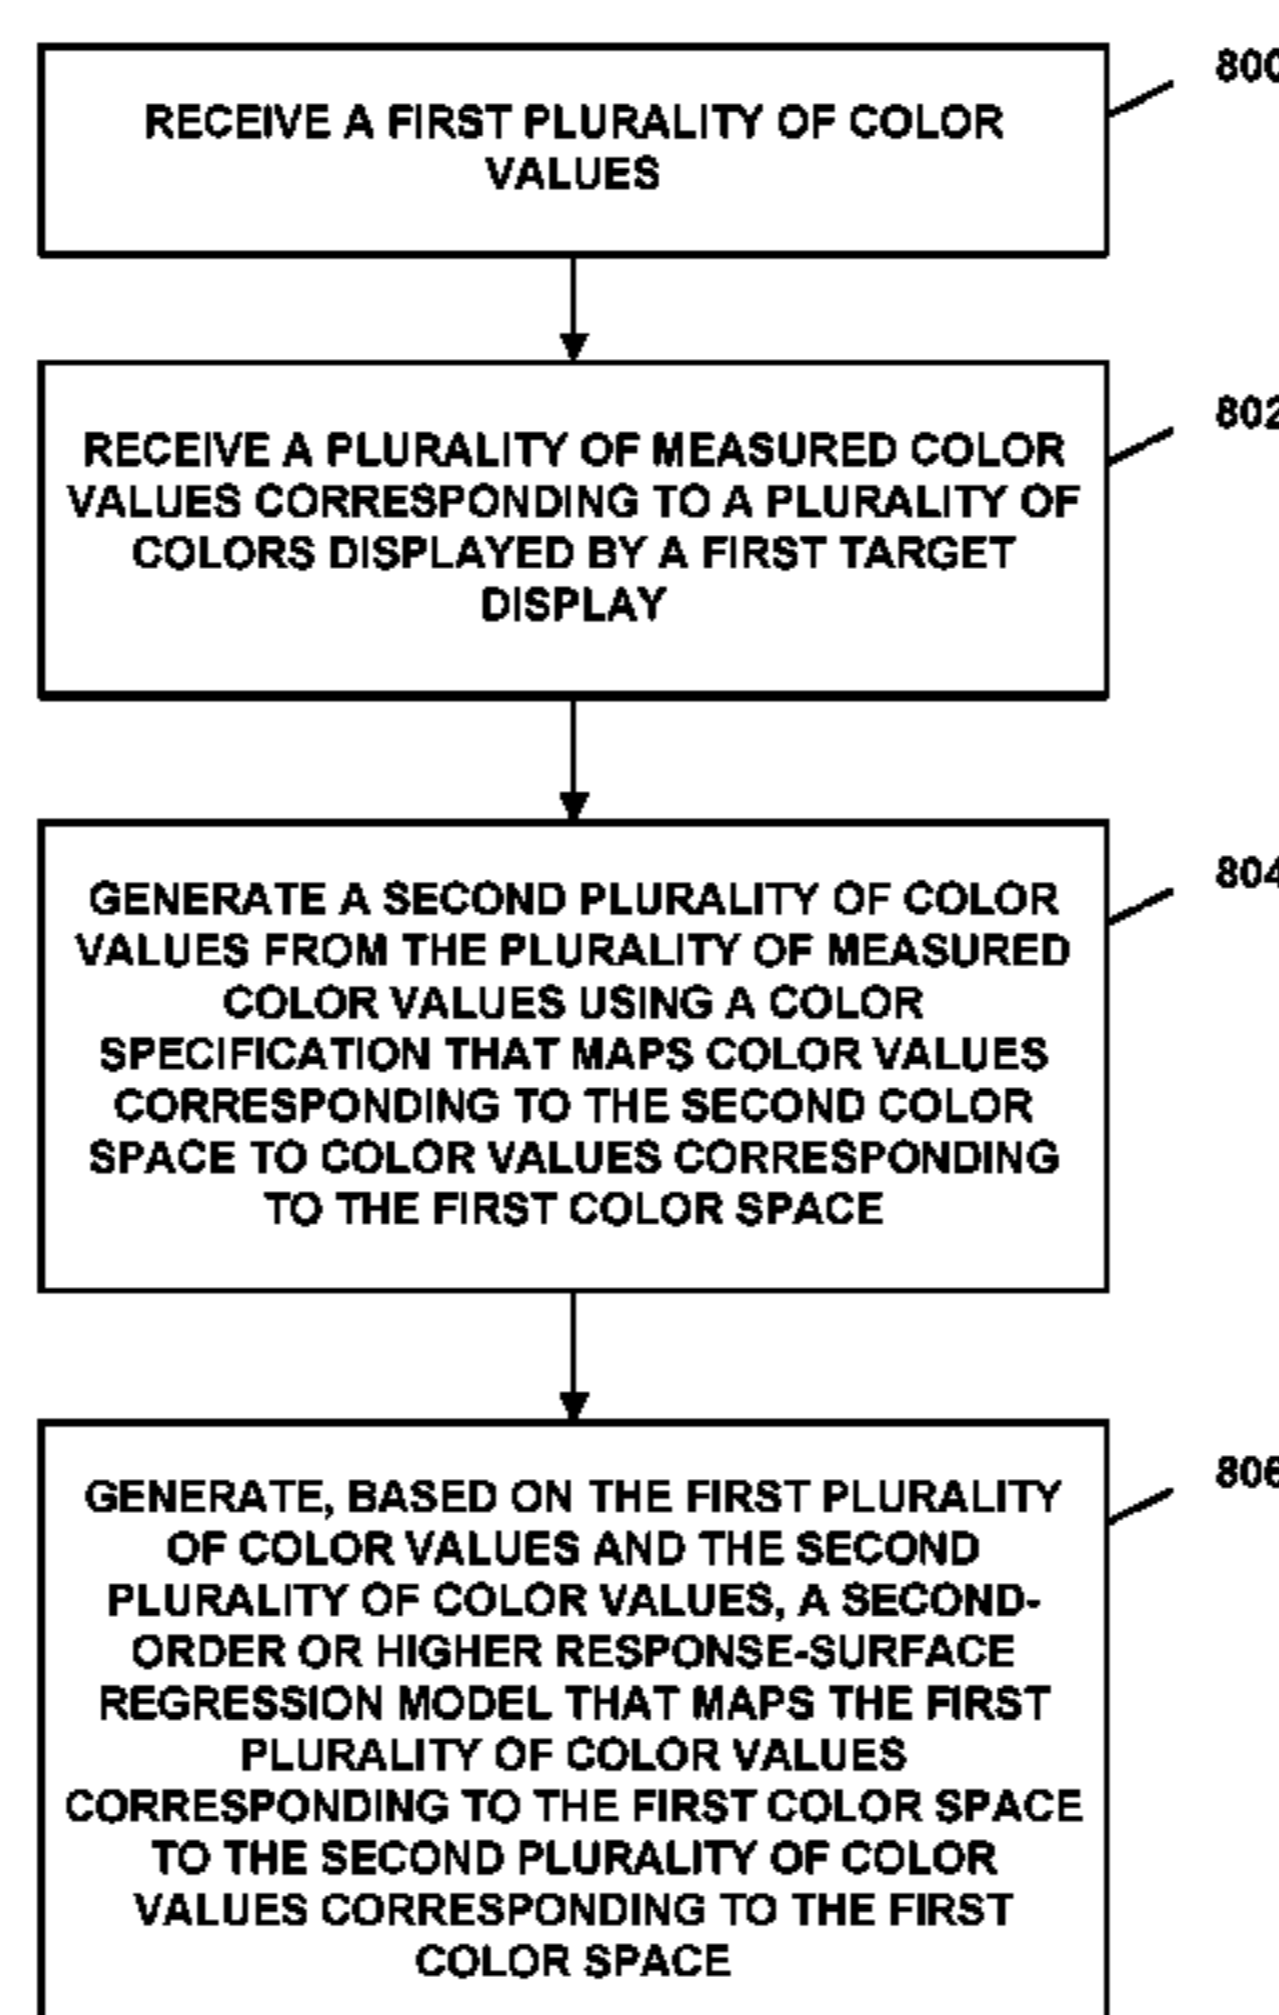 800
RECEIVE A FIRST PLURALITY OF COLOR
VALUES
802
RECEIVE A PLURALITY OF MEASURED COLOR
VALUES CORRESPONDING TO A PLURALITY OF
COLORS DISPLAYED BY A FIRST TARGET
DISPLAY
804
GENERATE A SECOND PLURALITY OF COLOR
VALUES FROM THE PLURALITY OF MEASURED
COLOR VALUES USING A COLOR
SPECIFICATION THAT MAPS COLOR VALUES
CORRESPONDING TO THE SECOND COLOR
SPACE TO COLOR VALUES CORRESPONDING
TO THE FIRST COLOR SPACE
806
GENERATE, BASED ON THE FIRST PLURALITY
OF COLOR VALUES AND THE SECOND
PLURALITY OF COLOR VALUES, A SECOND-
ORDER OR HIGHER RESPONSE-SURFACE
REGRESSION MODEL THAT MAPS THE FIRST
PLURALITY OF COLOR VALUES
CORRESPONDING TO THE FIRST COLOR SPACE
TO THE SECOND PLURALITY OF COLOR
VALUES CORRESPONDING TO THE FIRST
COLOR SPACE